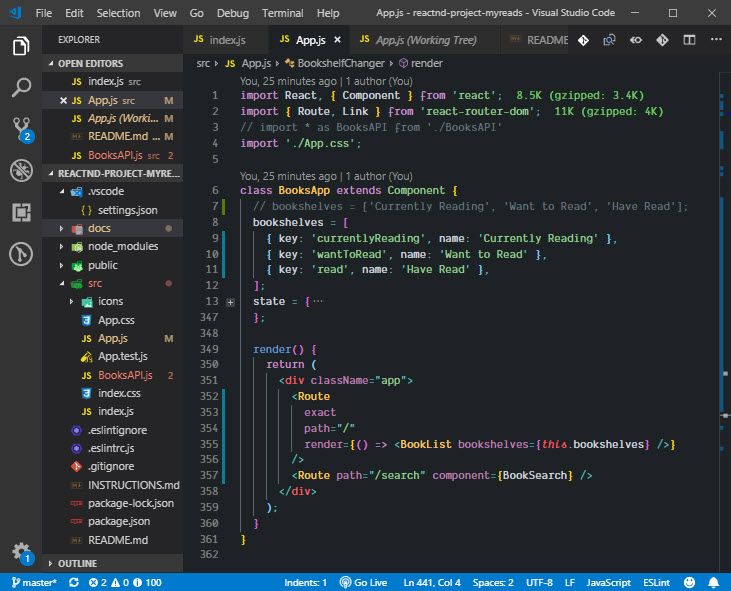 File Edit Selection View Go Debug Terminal Help App.js - reactnd-project-myreads - Visual Studio Code
EXPLORER
OPEN EDITORS
JS index.js src
× App.js src M
JS App.js (Worki... M
README.md ... M
JS BooksAPI.js src 2
REACTND-PROJECT-MYRE...
.vscode
{ } settings.json
docs
node_modules
public
src
icons
App.css
JS App.js M
App.test.js
JS BooksAPI.js 2
index.css
JS index.js
.eslintignore
.eslintrc.js
.gitignore
INSTRUCTIONS.md
package-lock.json
package.json
README.md
OUTLINE
2
1
JS index.js JS App.js × JS App.js (Working Tree) README
src › JS App.js › BookshelfChanger › render
You, 25 minutes ago | 1 author (You)
1 import React, { Component } from 'react'; 8.5K (gzipped: 3.4K)
2 import { Route, Link } from 'react-router-dom'; 11K (gzipped: 4K)
3 // import * as BooksAPI from './BooksAPI'
4 import './App.css';
5
You, 25 minutes ago | 1 author (You)
6 class BooksApp extends Component {
7 // bookshelves = ['Currently Reading', 'Want to Read', 'Have Read'];
8 bookshelves = [
9 { key: 'currentlyReading', name: 'Currently Reading' },
10 { key: 'wantToRead', name: 'Want to Read' },
11 { key: 'read', name: 'Have Read' },
12 ];
13 state = {···
347 };
348
349 render() {
350 return (
351 <div className="app">
352 <Route
353 exact
354 path="/"
355 render={() => <BookList bookshelves={this.bookshelves} />}
356 />
357 <Route path="/search" component={BookSearch} />
358 </div>
359 );
360 }
361 }
362
master* 2 0 100 Indents: 1 Go Live Ln 441, Col 4 Spaces: 2 UTF-8 LF JavaScript ESLint